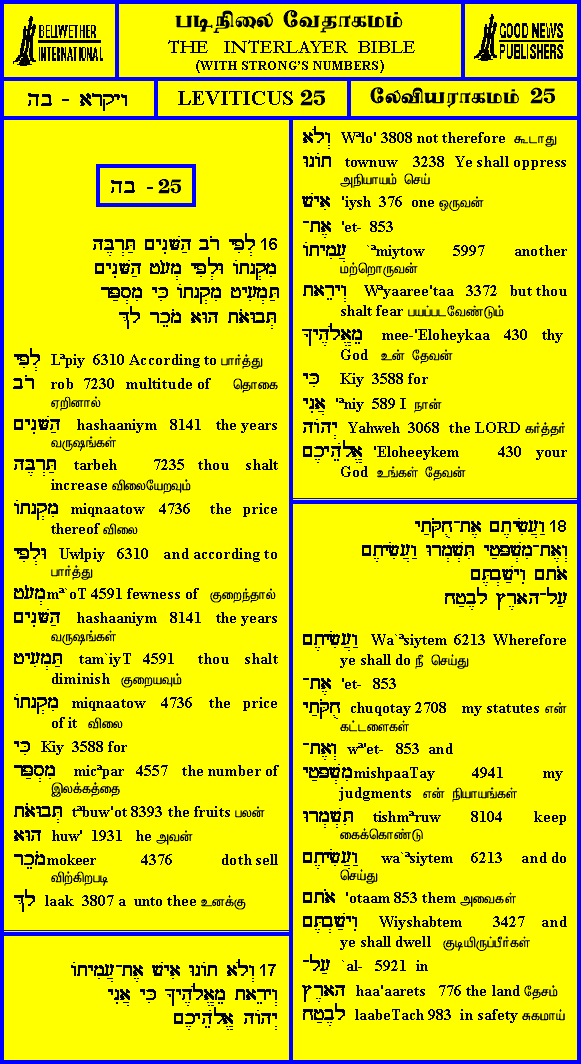 BELLWETHER
INTERNATIONAL
படிநிலை வேதாகமம்
THE INTERLAYER BIBLE
(WITH STRONG'S NUMBERS)
GOOD NEWS
PUBLISHERS
ויקרא - בה
LEVITICUS 25
லேவியராகமம் 25
בה - 25
16 לְפִי רֹב הַשָּׁנִים תַּרְבֶּה
מִקְנָתוֹ וּלְפִי מְעֹט הַשָּׁנִים
תַּמְעִיט מִקְנָתוֹ כִּי מִסְפַּר
תְּבוּאֹת הוּא מֹכֵר לָךְ
לְפִי Lªpiy 6310 According to பார்த்து
רֹב rob 7230 multitude of தொகை
ஏறினால்
הַשָּׁנִים hashaaniym 8141 the years
வருஷங்கள்
תַּרְבֶּה tarbeh 7235 thou shalt
increase விலையேறவும்
מִקְנָתוֹ miqnaatow 4736 the price
thereof விலை
וּלְפִי Uwlpiy 6310 and according to
பார்த்து
מְעֹט mª`oT 4591 fewness of குறைந்தால்
הַשָּׁנִים hashaaniym 8141 the years
வருஷங்கள்
תַּמְעִיט tam`iyT 4591 thou shalt
diminish குறையவும்
מִקְנָתוֹ miqnaatow 4736 the price
of it விலை
כִּי Kiy 3588 for
מִסְפַּר micªpar 4557 the number of
இலக்கத்தை
תְּבוּאֹת tªbuw'ot 8393 the fruits பலன்
הוּא huw' 1931 he அவன்
מֹכֵר mokeer 4376 doth sell
விற்கிறபடி
לָךְ laak 3807 a unto thee உனக்கு
17 וְלֹא תוֹנוּ אִישׁ אֶת־עֲמִיתוֹ
וְיָרֵאתָ מֵאֱלֹהֶיךָ כִּי אֲנִי
יְהוָה אֱלֹהֵיכֶם
וְלֹא Wªlo' 3808 not therefore கூடாது
תוֹנוּ townuw 3238 Ye shall oppress
அநியாயம் செய்
אִישׁ 'iysh 376 one ஒருவன்
אֶת־ 'et- 853
עֲמִיתוֹ `ªmiytow 5997 another
மற்றொருவன்
וְיָרֵאתָ Wªyaaree'taa 3372 but thou
shalt fear பயப்படவேண்டும்
מֵאֱלֹהֶיךָ mee-'Eloheykaa 430 thy
God உன் தேவன்
כִּי Kiy 3588 for
אֲנִי 'ªniy 589 I நான்
יְהוָה Yahweh 3068 the LORD கர்த்தர்
אֱלֹהֵיכֶם 'Eloheeykem 430 your
God உங்கள் தேவன்
18 וַעֲשִׂיתֶם אֶת־חֻקֹּתַי
וְאֶת־מִשְׁפָּטַי תִּשְׁמְרוּ וַעֲשִׂיתֶם
אֹתָם וִישַׁבְתֶּם
עַל־הָאָרֶץ לָבֶטַח
וַעֲשִׂיתֶם Wa`ªsiytem 6213 Wherefore
ye shall do நீ செய்து
אֶת־ 'et- 853
חֻקֹּתַי chuqotay 2708 my statutes என்
கட்டளைகள்
וְאֶת־ wª'et- 853 and
מִשְׁפָּטַי mishpaaTay 4941 my
judgments என் நியாயங்கள்
תִּשְׁמְרוּ tishmªruw 8104 keep
கைக்கொண்டு
וַעֲשִׂיתֶם wa`ªsiytem 6213 and do
செய்து
אֹתָם 'otaam 853 them அவைகள்
וִישַׁבְתֶּם Wiyshabtem 3427 and
ye shall dwell குடியிருப்பீர்கள்
עַל־ `al- 5921 in
הָאָרֶץ haa'aarets 776 the land தேசம்
לָבֶטַח laabeTach 983 in safety சுகமாய்